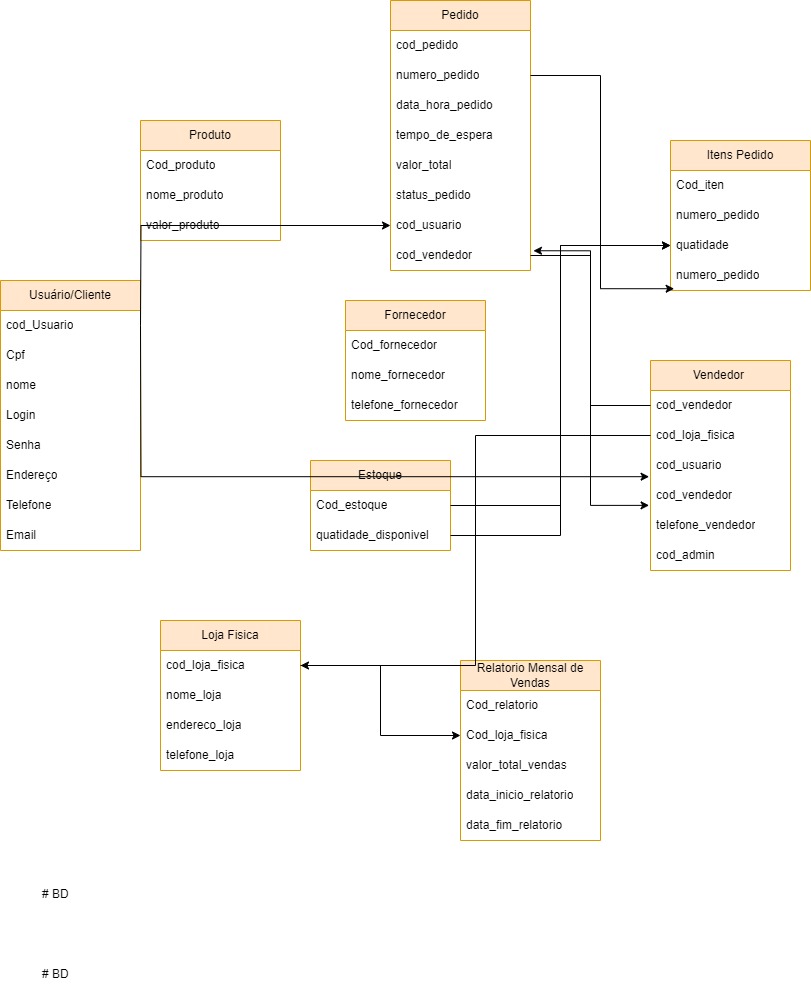 Pedido
cod_pedido
numero_pedido
data_hora_pedido
tempo_de_espera
valor_total
status_pedido
cod_usuario
cod_vendedor
Produto
Cod_produto
nome_produto
valor_produto
Itens Pedido
Cod_iten
numero_pedido
quatidade
numero_pedido
Usuário/Cliente
cod_Usuario
Cpf
nome
Login
Senha
Endereço
Telefone
Email
Fornecedor
Cod_fornecedor
nome_fornecedor
telefone_fornecedor
Vendedor
cod_vendedor
cod_loja_fisica
cod_usuario
cod_vendedor
telefone_vendedor
cod_admin
Estoque
Cod_estoque
quatidade_disponivel
Loja Fisica
cod_loja_fisica
nome_loja
endereco_loja
telefone_loja
Relatorio Mensal de
Vendas
Cod_relatorio
Cod_loja_fisica
valor_total_vendas
data_inicio_relatorio
data_fim_relatorio
# BD
# BD